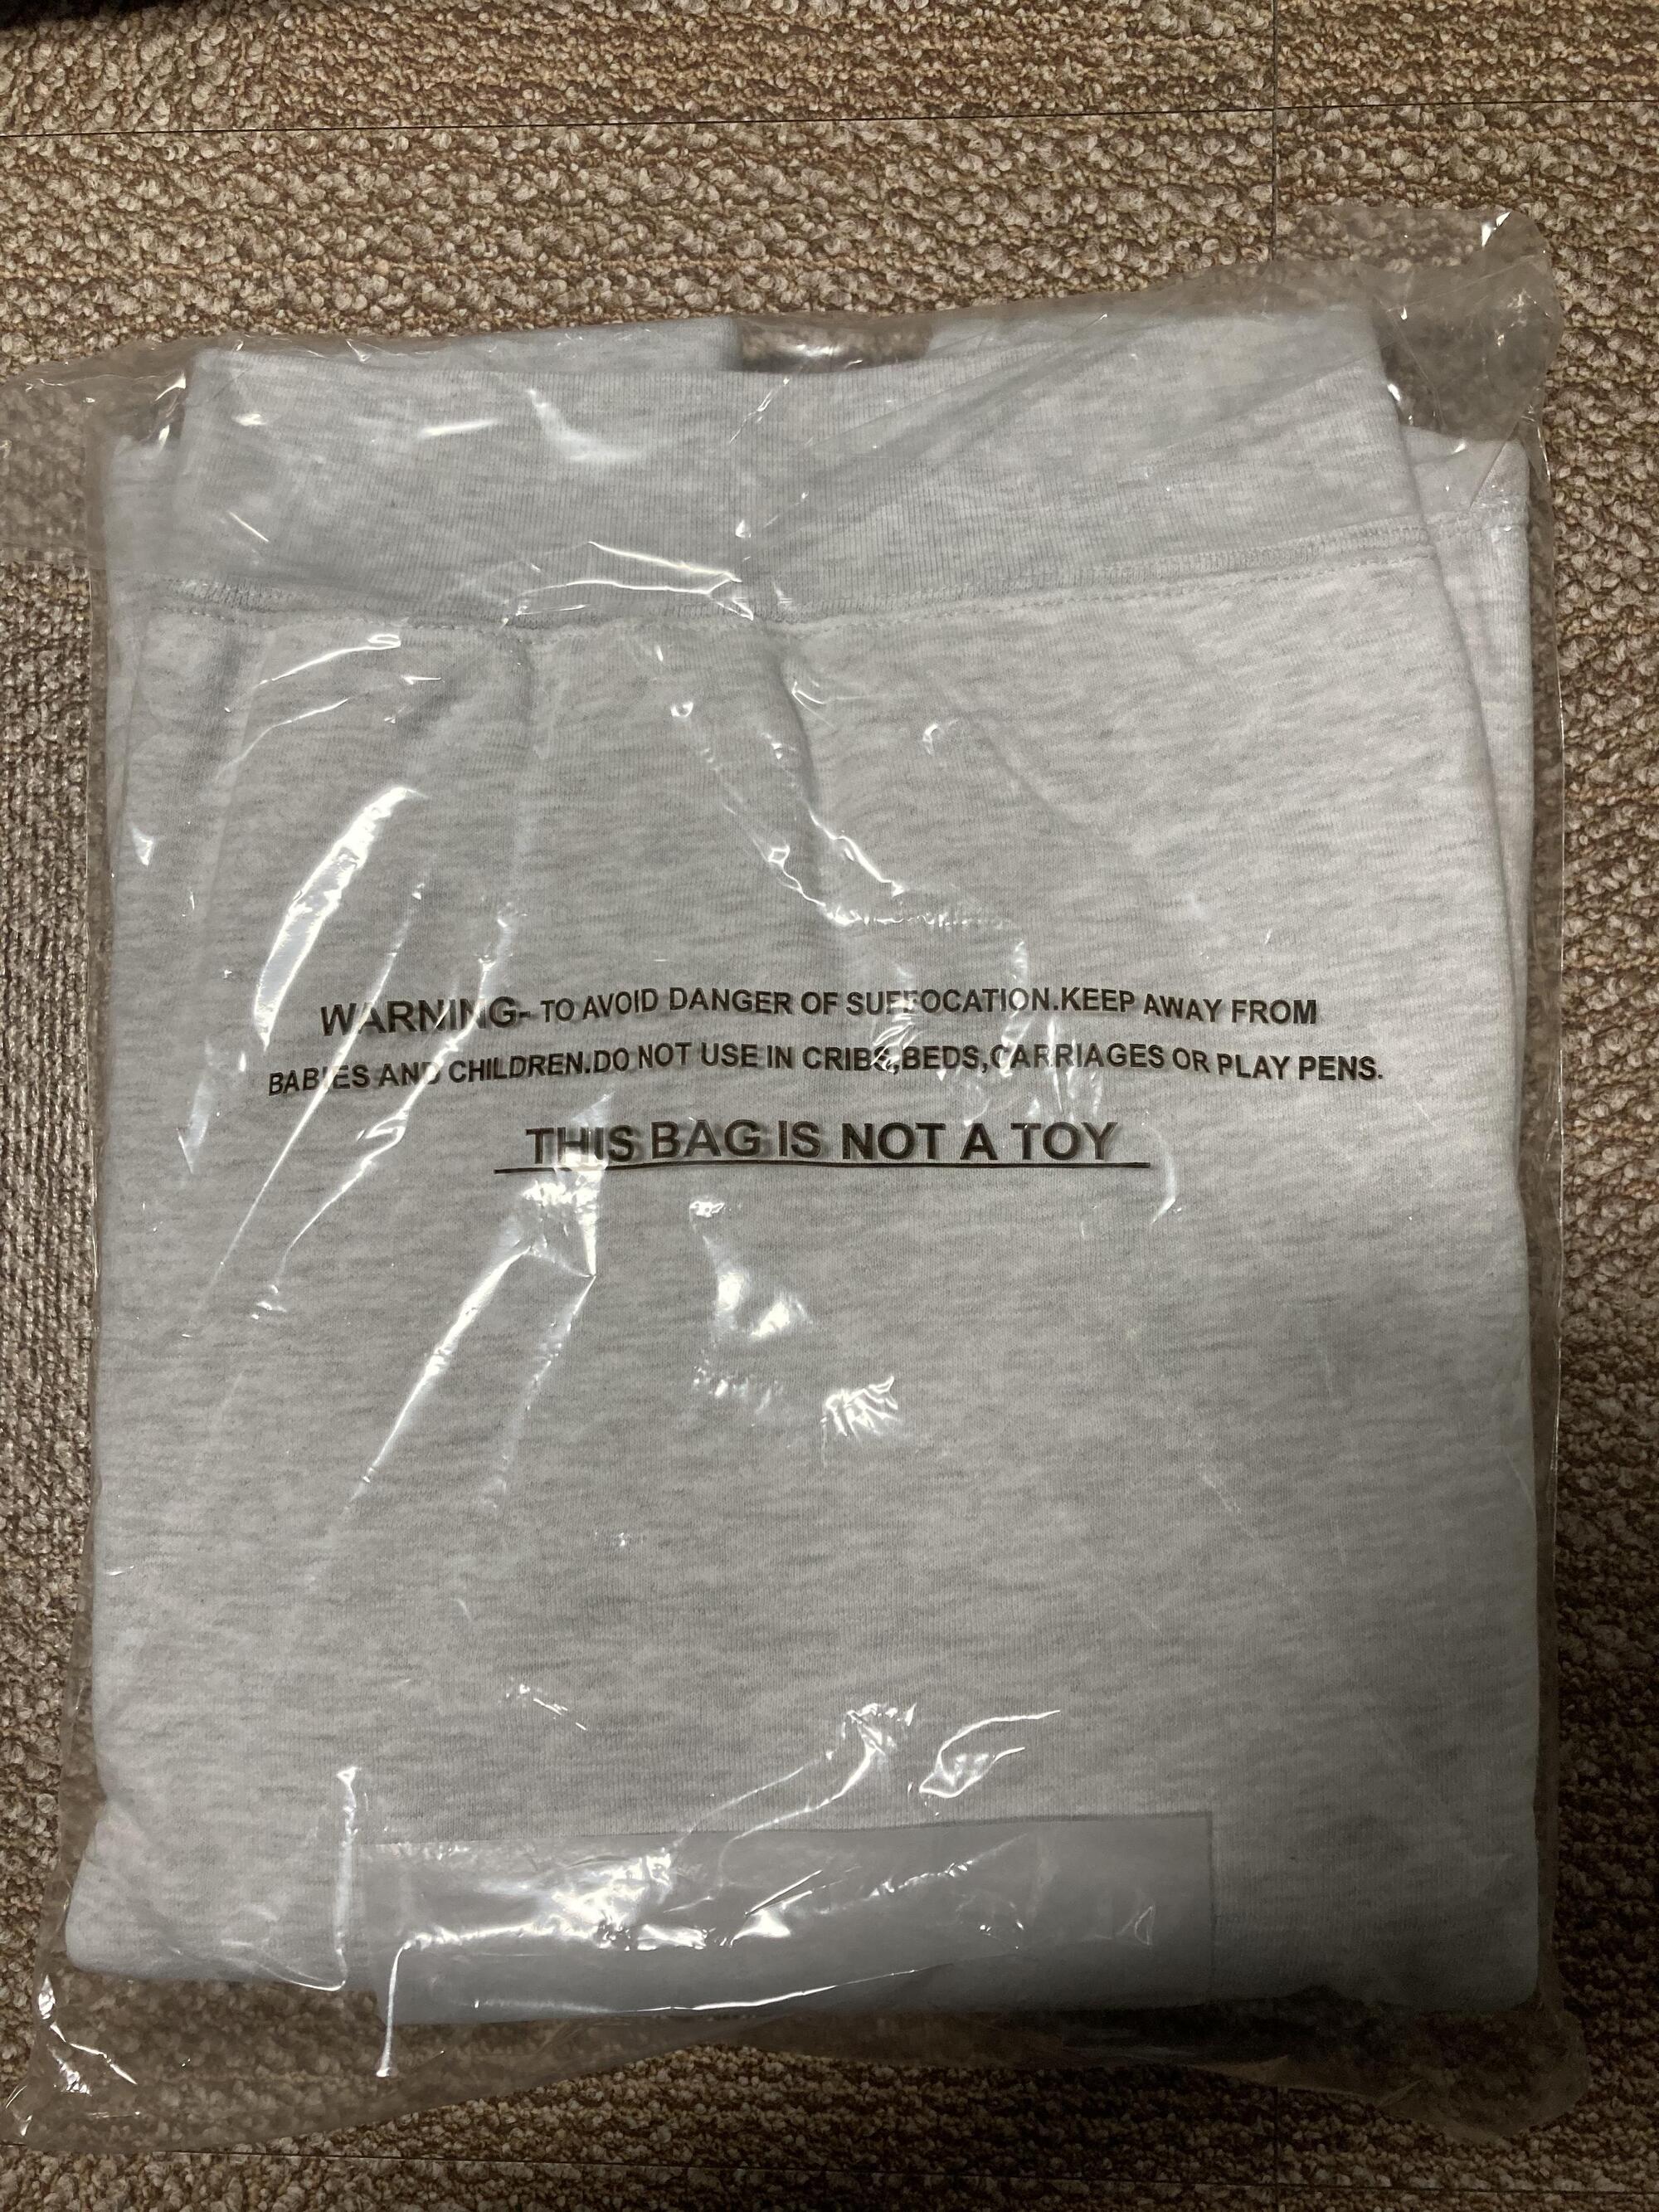 WARNING- TO AVOID DANGER OF SUFFOCATION.KEEP AWAY FROM
BABIES AND CHILDREN.DO NOT USE IN CRIBS,BEDS,CARRIAGES OR PLAY PENS.
THIS BAG IS NOT A TOY